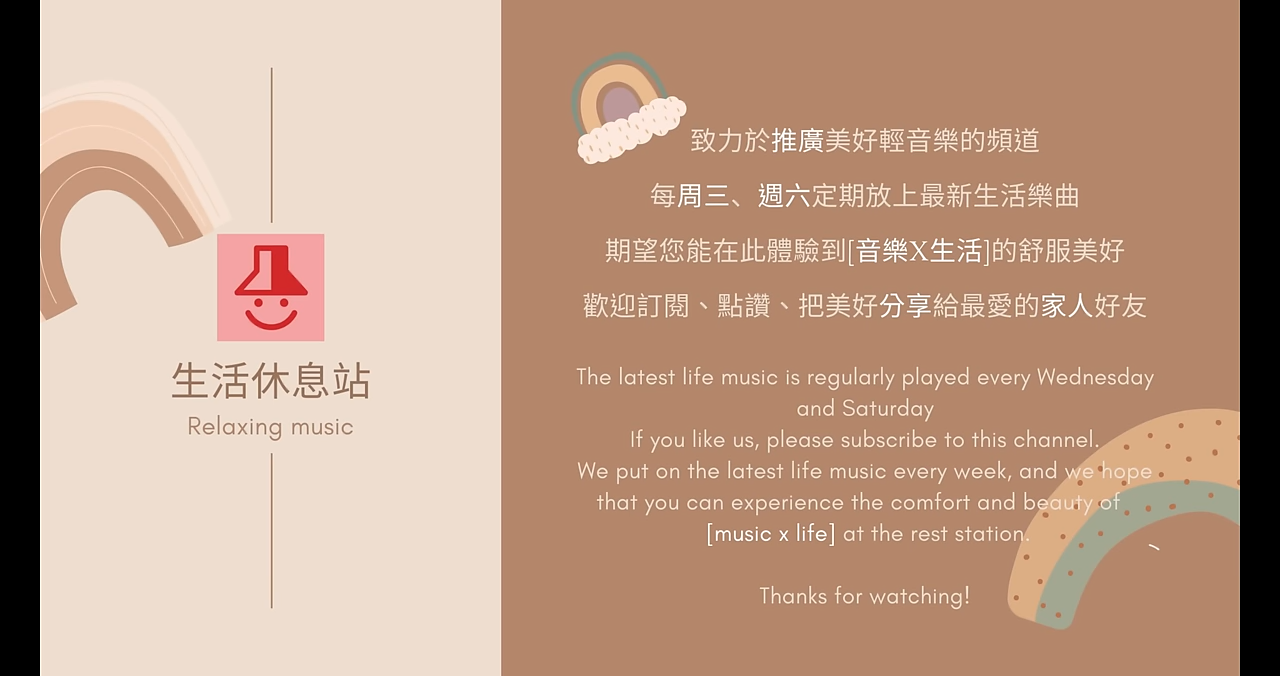 生活休息站
Relaxing music
致力於推廣美好輕音樂的頻道
每周三、週六定期放上最新生活樂曲
期望您能在此體驗到[音樂X生活]的舒服美好
歡迎訂閱、點讚、把美好分享給最愛的家人好友
The latest life music is regularly played every Wednesday
and Saturday
If you like us, please subscribe to this channel.
We put on the latest life music every week, and we hope
that you can experience the comfort and beauty of
[music x life] at the rest station.
Thanks for watching!